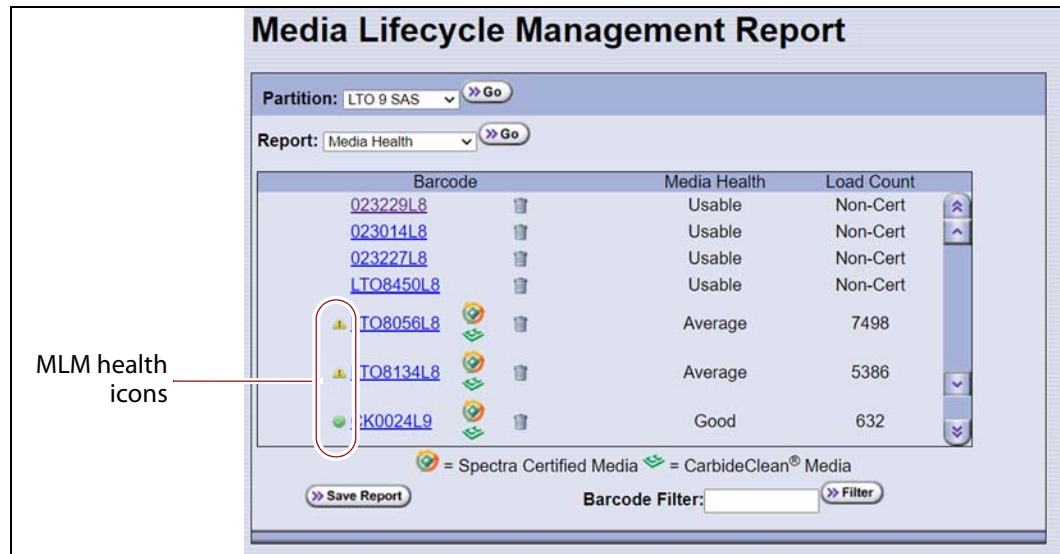 Media Lifecycle Management Report
Partition: LTO 9 SAS >> Go
Report: Media Health >> Go
Barcode Media Health Load Count
023229L8 Usable Non-Cert
023014L8 Usable Non-Cert
023227L8 Usable Non-Cert
LTO8450L8 Usable Non-Cert
TO8056L8 Average 7498
TO8134L8 Average 5386
CK0024L9 Good 632
MLM health
icons
= Spectra Certified Media = CarbideClean® Media
>> Save Report Barcode Filter: >> Filter